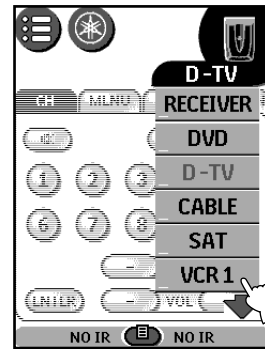 D-TV
CH MENU RECEIVER
DVD
1 2 3 D-TV
CABLE
6 7 8 SAT
VCR 1
ENTER - VOL
NO IR NO IR